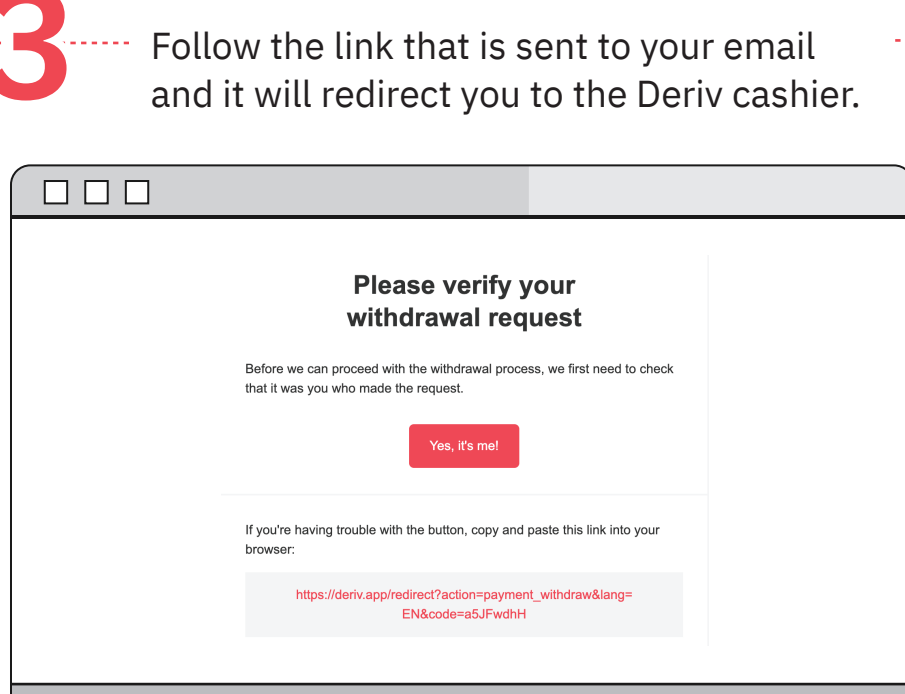 3
Follow the link that is sent to your email
and it will redirect you to the Deriv cashier.
Please verify your
withdrawal request
Before we can proceed with the withdrawal process, we first need to check
that it was you who made the request.
Yes, it's me!
If you're having trouble with the button, copy and paste this link into your
browser:
https://deriv.app/redirect?action=payment_withdraw&lang=
EN&code=a5JFwdhH